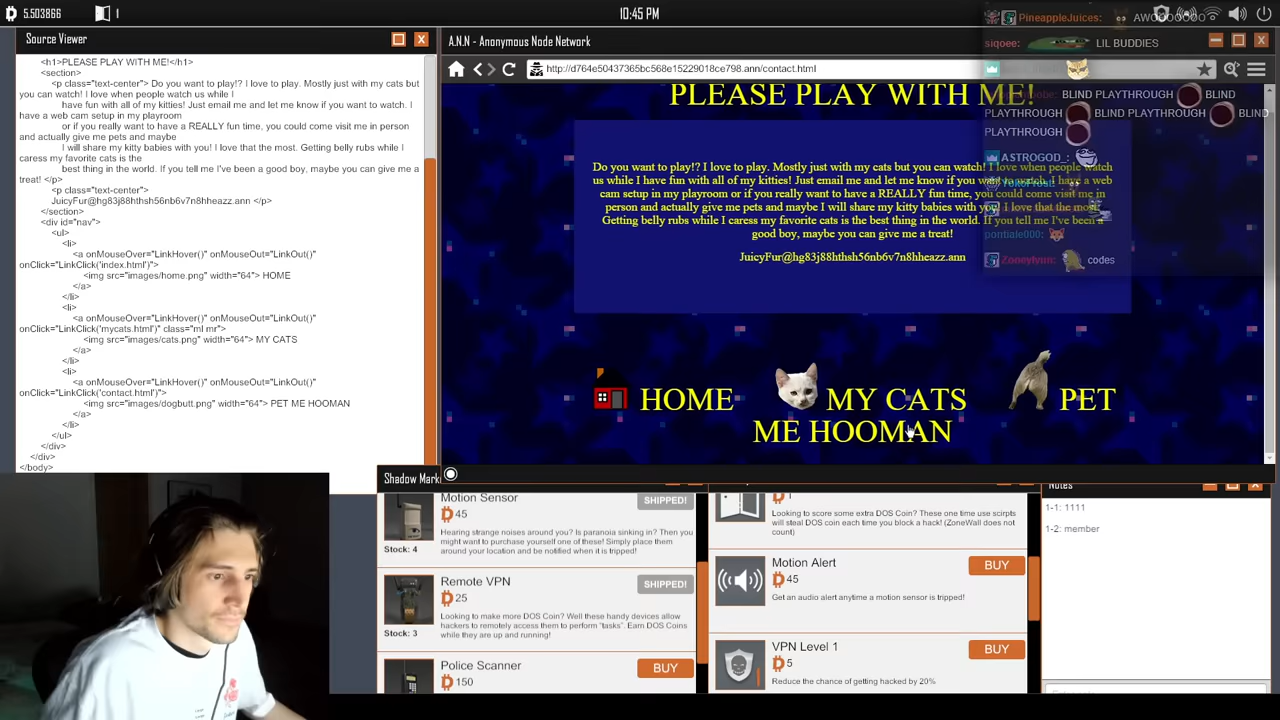 5.503866
1
10:45 PM
PineappleJuices:
siqoee: LIL BUDDIES
BLIND PLAYTHROUGH BLIND
PLAYTHROUGH BLIND PLAYTHROUGH BLIND
PLAYTHROUGH
ASTROGOD_:
pontiale000:
codes
Source Viewer
X
<h1>PLEASE PLAY WITH ME!</h1>
<section>
<p class="text-center"> Do you want to play!? I love to play. Mostly just with my cats but
you can watch! I love when people watch us while I
have fun with all of my kitties! Just email me and let me know if you want to watch. I
have a web cam setup in my playroom
or if you really want to have a REALLY fun time, you could come visit me in person
and actually give me pets and maybe
I will share my kitty babies with you! I love that the most. Getting belly rubs while I
caress my favorite cats is the
best thing in the world. If you tell me I've been a good boy, maybe you can give me a
treat! </p>
<p class="text-center">
JuicyFur@hg83j88hthsh56nb6v7n8hheazz.ann </p>
</section>
<div id="nav">
<ul>
<li>
<a onMouseOver="LinkHover()" onMouseOut="LinkOut()"
onClick="LinkClick('index.html')">
<img src="images/home.png" width="64"> HOME
</a>
</li>
<li>
<a onMouseOver="LinkHover()" onMouseOut="LinkOut()"
onClick="LinkClick('mycats.html')" class="ml mr">
<img src="images/cats.png" width="64"> MY CATS
</a>
</li>
<li>
<a onMouseOver="LinkHover()" onMouseOut="LinkOut()"
onClick="LinkClick('contact.html')">
<img src="images/dogbutt.png" width="64"> PET ME HOOMAN
</a>
</li>
</ul>
</div>
</div>
</body>
A.N.N - Anonymous Node Network
http://d764e50437365bc568e15229018ce798.ann/contact.html
PLEASE PLAY WITH ME!
Do you want to play!? I love to play. Mostly just with my cats but you can watch! I love when people watch
us while I have fun with all of my kitties! Just email me and let me know if you want to watch. I have a web
cam setup in my playroom or if you really want to have a REALLY fun time, you could come visit me in
person and actually give me pets and maybe I will share my kitty babies with you! I love that the most.
Getting belly rubs while I caress my favorite cats is the best thing in the world. If you tell me I've been a
good boy, maybe you can give me a treat!
JuicyFur@hg83j88hthsh56nb6v7n8hheazz.ann
HOME MY CATS PET
ME HOOMAN
Shadow Mark
Motion Sensor
SHIPPED!
45
Hearing strange noises around you? Is paranoia sinking in? Then you
might want to purchase yourself one of these! Simply place them
around your location and be notified when it is tripped!
Stock: 4
Remote VPN
SHIPPED!
25
Looking to make more DOS Coin? Well these handy devices allow
hackers to remotely access them to perform "tasks". Earn DOS Coins
while they are up and running!
Stock: 3
Police Scanner
BUY
150
1
Looking to score some extra DOS Coin? These one time use scirpts
will steal DOS coin each time you block a hack! (ZoneWall does not
count)
Motion Alert
BUY
45
Get an audio alert anytime a motion sensor is tripped!
VPN Level 1
BUY
5
Reduce the chance of getting hacked by 20%
Notes
1-1: 1111
1-2: member